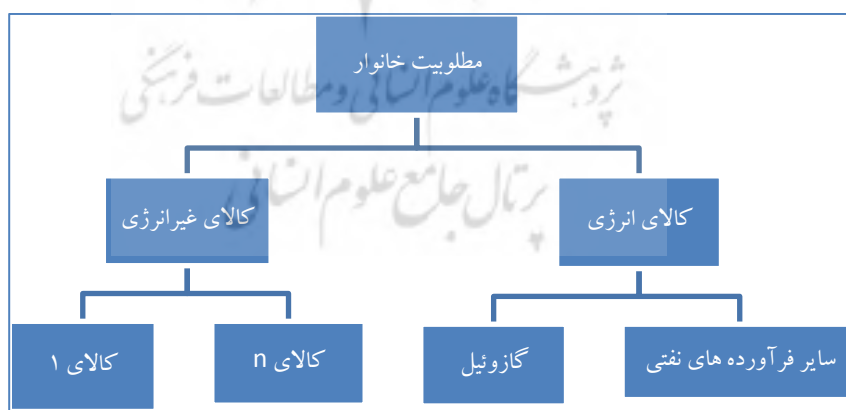 مطلوبیت خانوار
پژوهشگاه علوم انسانی و مطالعات فرهنگی
پرتال جامع علوم انسانی
کالای انرژی
کالای غیرانرژی
سایر فرآورده های نفتی
گازوئیل
کالای n
کالای ۱